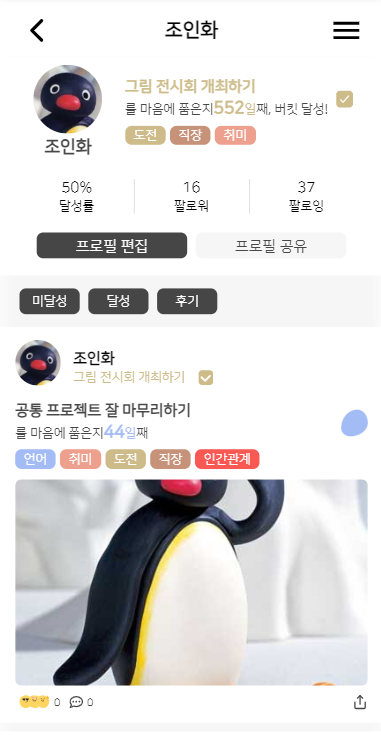 조인화
그림 전시회 개최하기
를 마음에 품은지552일째, 버킷 달성!
도전 직장 취미
조인화
50% 16 37
달성률 팔로워 팔로잉
프로필 편집 프로필 공유
미달성 달성 후기
조인화
그림 전시회 개최하기
공통 프로젝트 잘 마무리하기
를 마음에 품은지44일째
언어 취미 도전 직장 인간관계
0 0